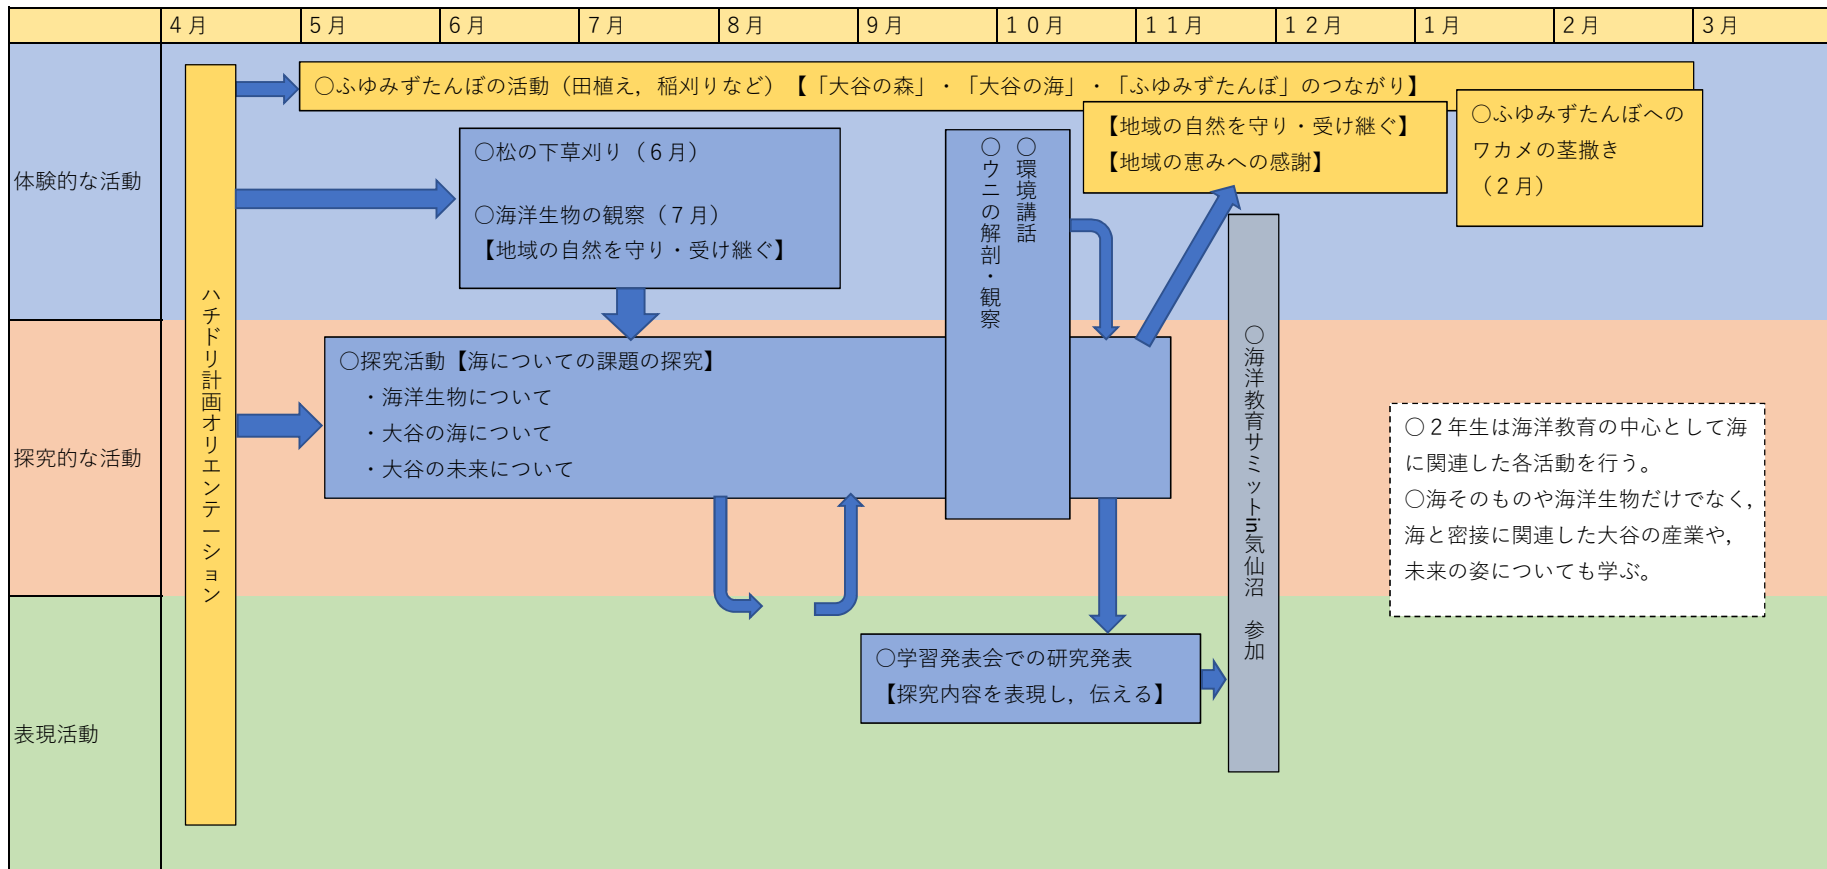 4月
5月
6月
7月
8月
9月
10月
11月
12月
1月
2月
3月
体験的な活動
探究的な活動
表現活動
ハチドリ計画オリエンテーション
○ふゆみずたんぼの活動（田植え，稲刈りなど）【「大谷の森」・「大谷の海」・「ふゆみずたんぼ」のつながり】
○松の下草刈り（６月）
○海洋生物の観察（７月）
【地域の自然を守り・受け継ぐ】
○環境講話
○ウニの解剖・観察
【地域の自然を守り・受け継ぐ】
【地域の恵みへの感謝】
○ふゆみずたんぼへの
ワカメの茎撒き
（２月）
○探究活動【海についての課題の探究】
・海洋生物について
・大谷の海について
・大谷の未来について
○海洋教育サミットin気仙沼　参加
○２年生は海洋教育の中心として海
に関連した各活動を行う。
○海そのものや海洋生物だけでなく，
海と密接に関連した大谷の産業や，
未来の姿についても学ぶ。
○学習発表会での研究発表
【探究内容を表現し，伝える】